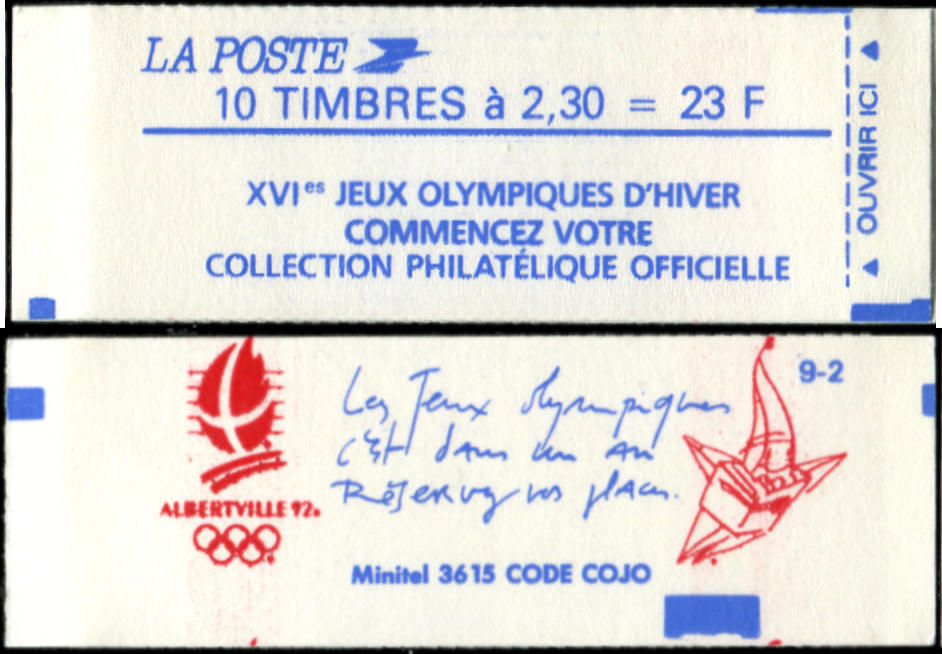 LA POSTE
10 TIMBRES à 2,30 = 23 F
XVIes JEUX OLYMPIQUES D'HIVER
COMMENCEZ VOTRE
COLLECTION PHILATÉLIQUE OFFICIELLE
OUVRIR ICI
9-2
Les Jeux olympiques
c'est dans un an
Réservez vos places.
ALBERTVILLE 92.
Minitel 3615 CODE COJO